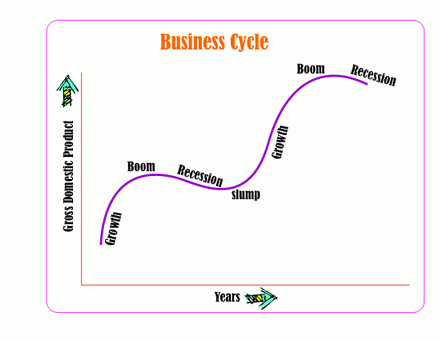 Business Cycle
Boom
Recession
Growth
Boom
Recession
slump
Growth
Gross Domestic Product
Years